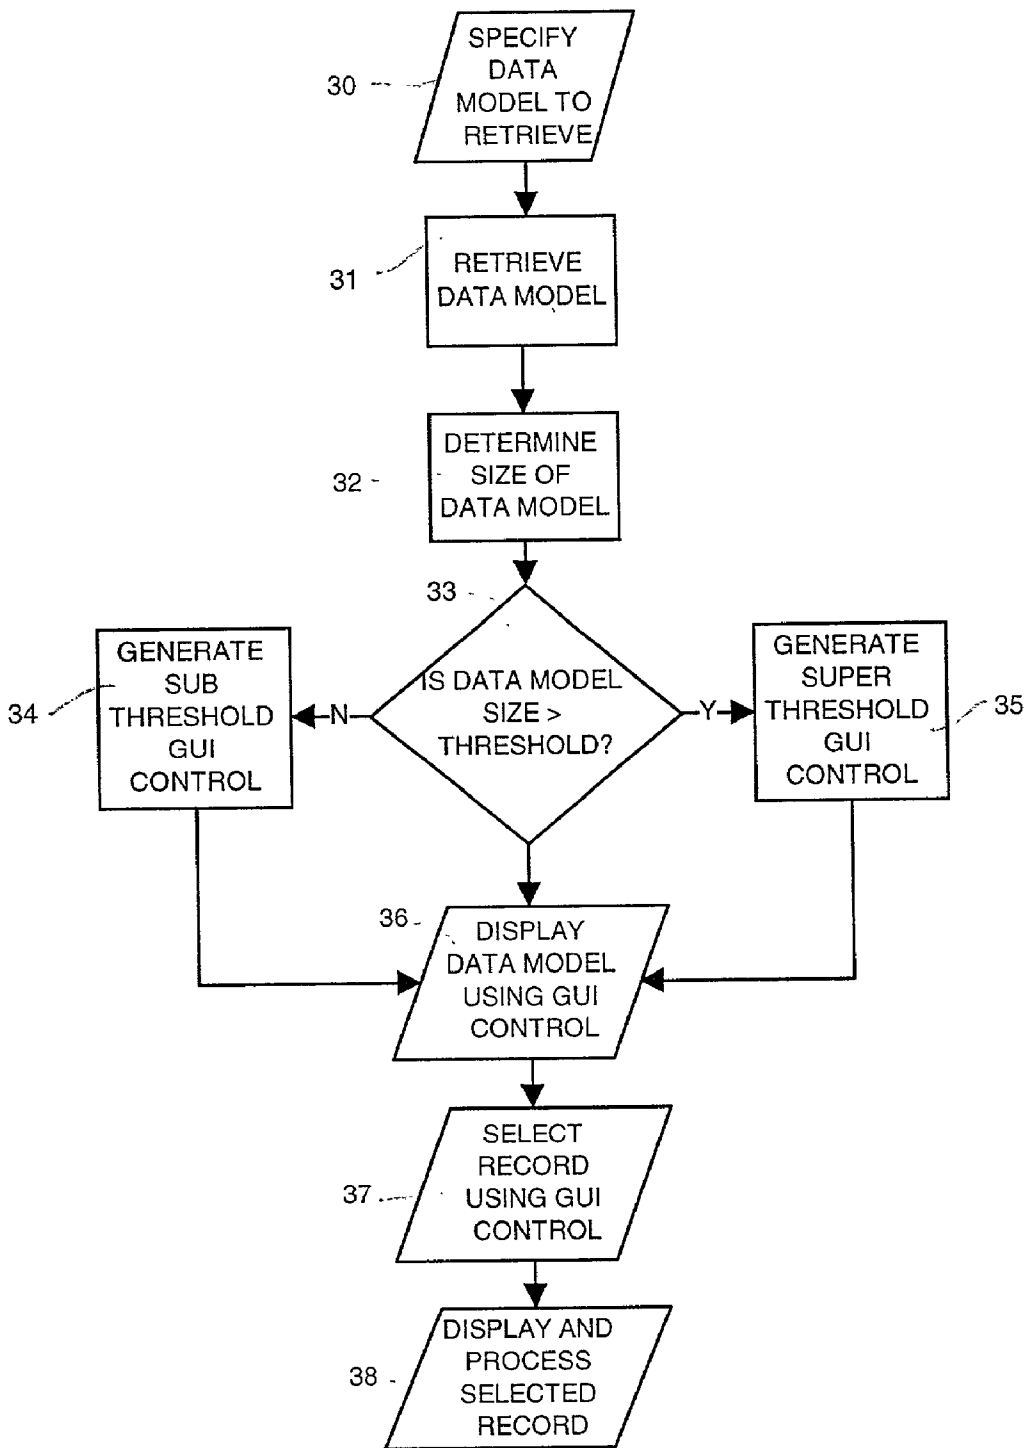 SPECIFY
DATA
MODEL TO
RETRIEVE
30
RETRIEVE
DATA MODEL
31
DETERMINE
SIZE OF
DATA MODEL
32
33
IS DATA MODEL
SIZE >
THRESHOLD?
N
Y
GENERATE
SUB
THRESHOLD
GUI
CONTROL
34
GENERATE
SUPER
THRESHOLD
GUI
CONTROL
35
36
DISPLAY
DATA MODEL
USING GUI
CONTROL
SELECT
RECORD
USING GUI
CONTROL
37
DISPLAY AND
PROCESS
SELECTED
RECORD
38